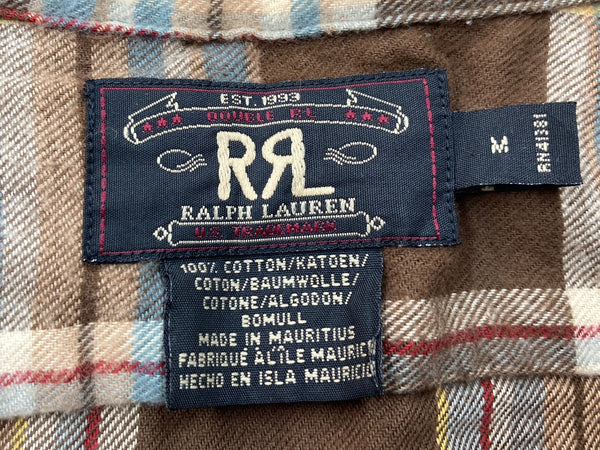 EST. 1993
DOUBLE RL
RRL
RALPH LAUREN
U.S. TRADEMARK
M
RN41381
100% COTTON/KATOEN/
COTON/BAUMWOLLE/
COTONE/ALGODON/
BOMULL
MADE IN MAURITIUS
FABRIQUÉ À L'ÎLE MAURICE
HECHO EN ISLA MAURICIO